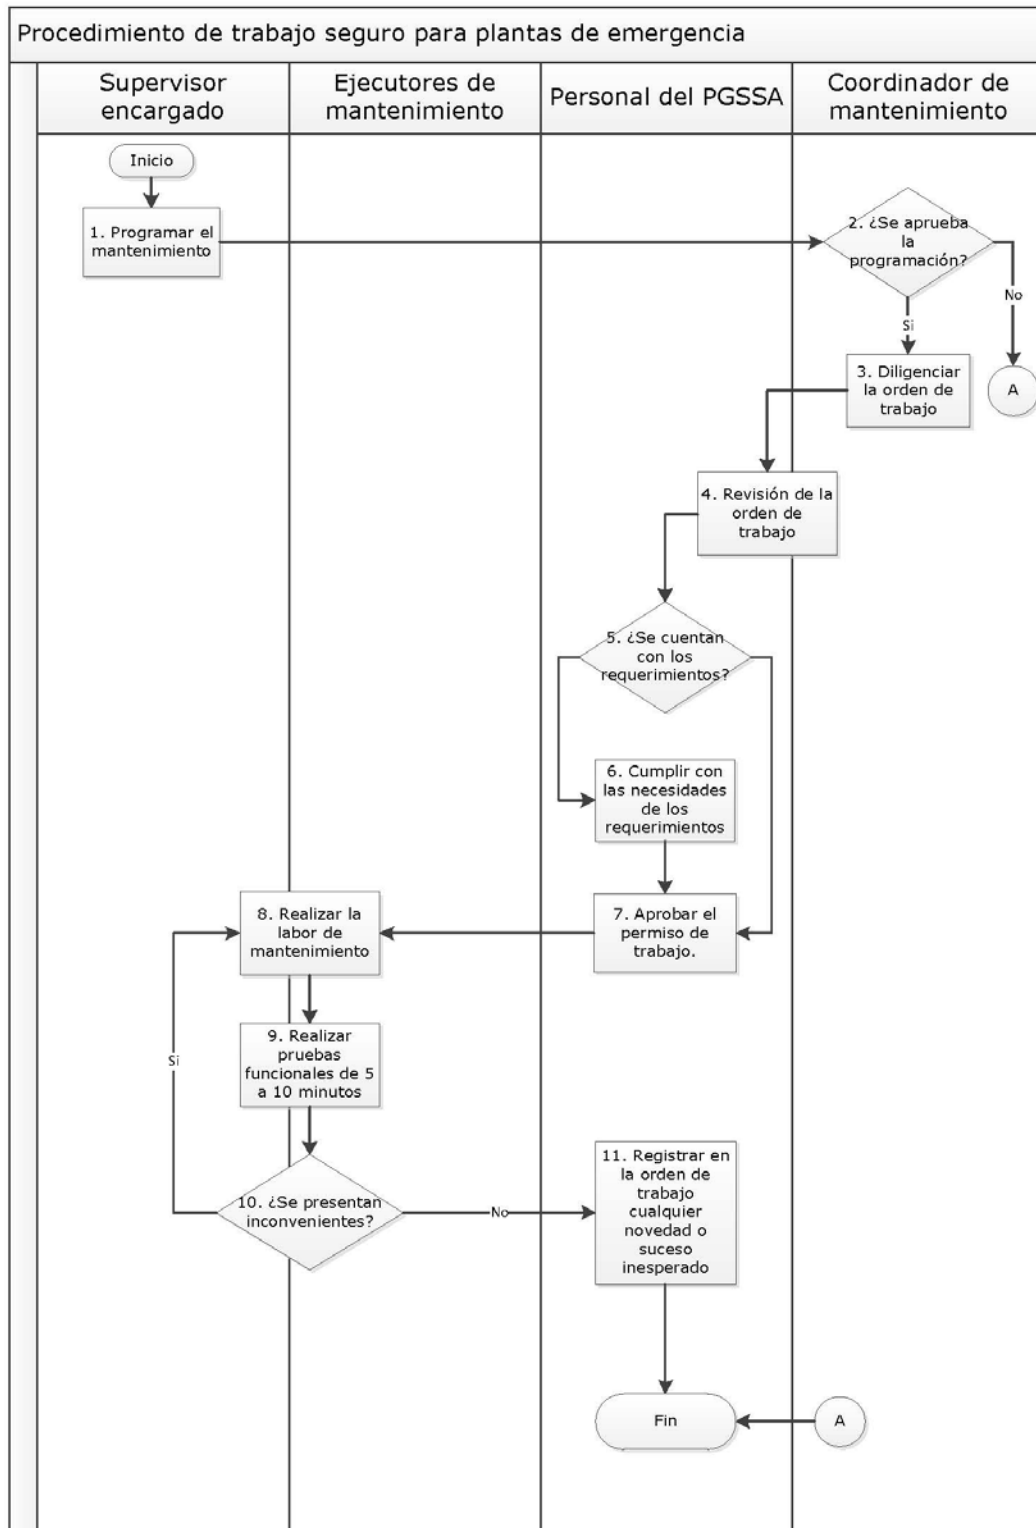 Procedimiento de trabajo seguro para plantas de emergencia
Supervisor
encargado
Ejecutores de
mantenimiento
Personal del PGSSA
Coordinador de
mantenimiento
Inicio
1. Programar el
mantenimiento
2. ¿Se aprueba
la
programación?
No
Si
3. Diligenciar
la orden de
trabajo
A
4. Revisión de la
orden de
trabajo
5. ¿Se cuentan
con los
requerimientos?
6. Cumplir con
las necesidades
de los
requerimientos
7. Aprobar el
permiso de
trabajo.
8. Realizar la
labor de
mantenimiento
9. Realizar
pruebas
funcionales de 5
a 10 minutos
Si
10. ¿Se presentan
inconvenientes?
No
11. Registrar en
la orden de
trabajo
cualquier
novedad o
suceso
inesperado
Fin
A